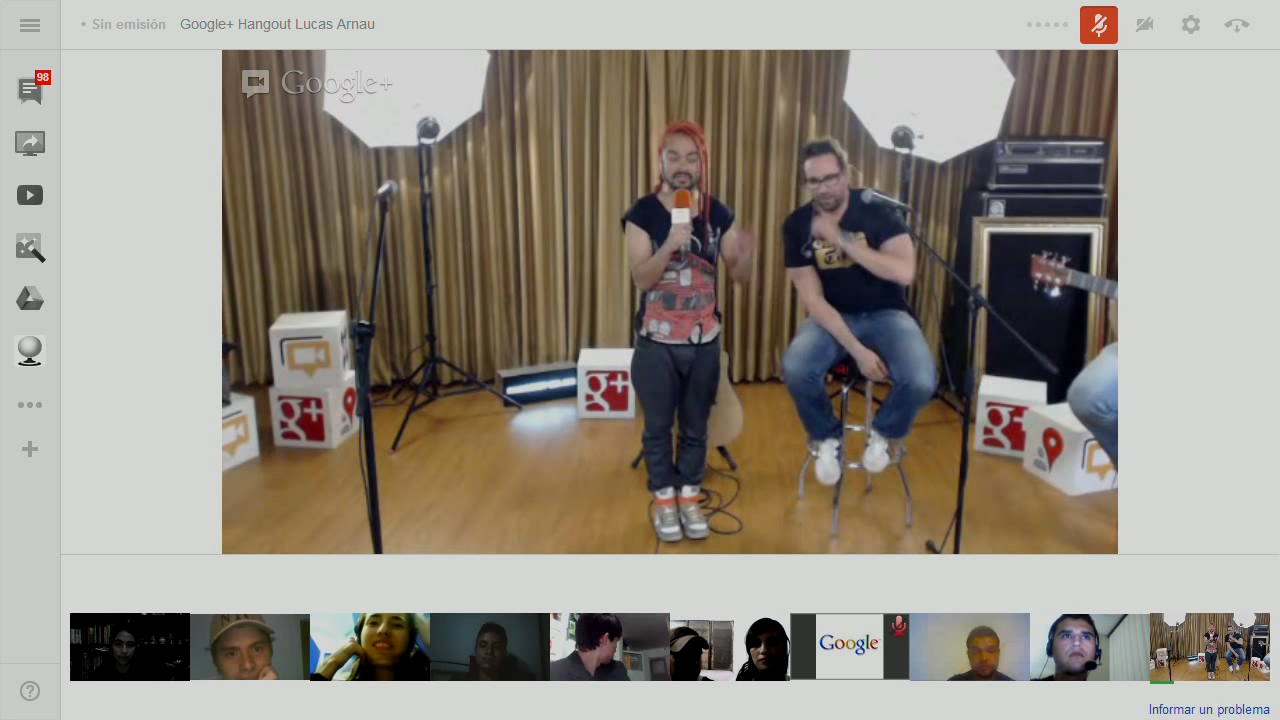 • Sin emisión Google+ Hangout Lucas Arnau
98
Google+
g+
g+
g+
Google
Informar un problema